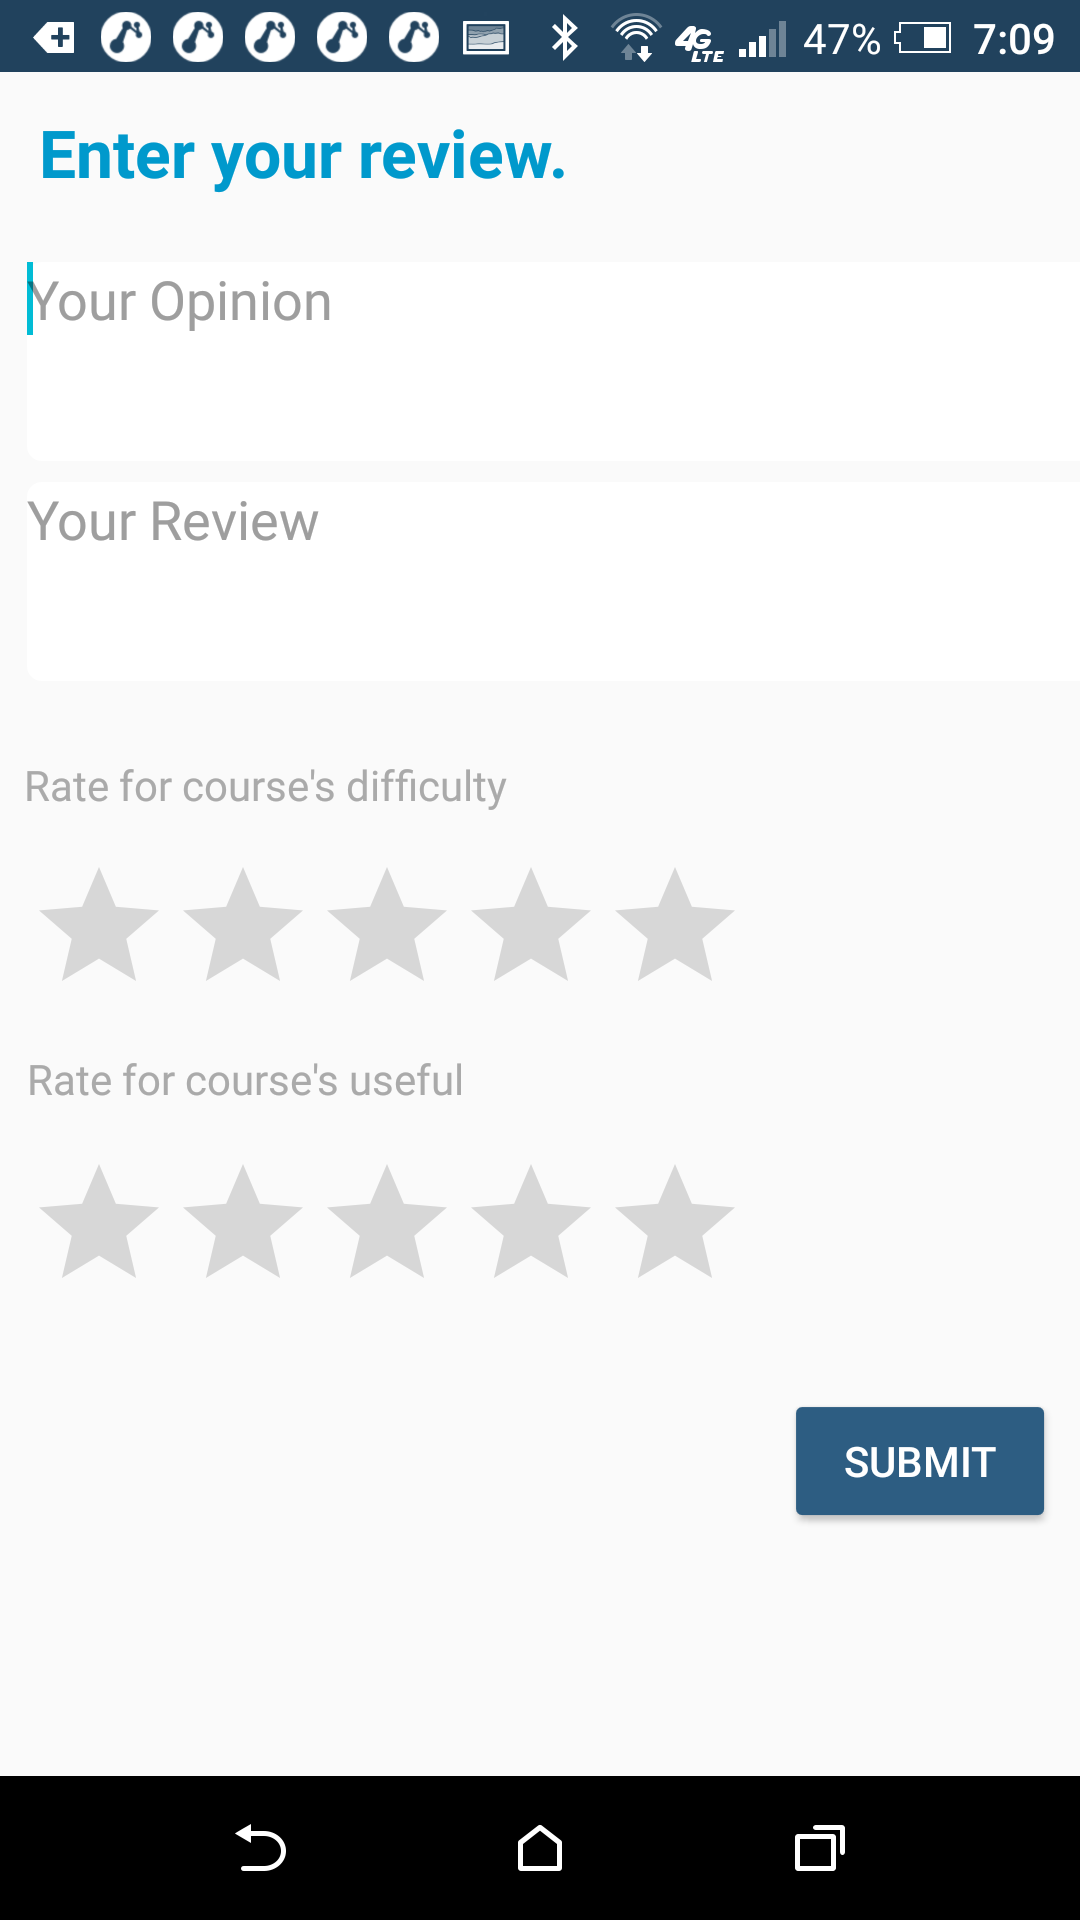 4G LTE 47% 7:09
Enter your review.
Your Opinion
Your Review
Rate for course's difficulty
Rate for course's useful
SUBMIT